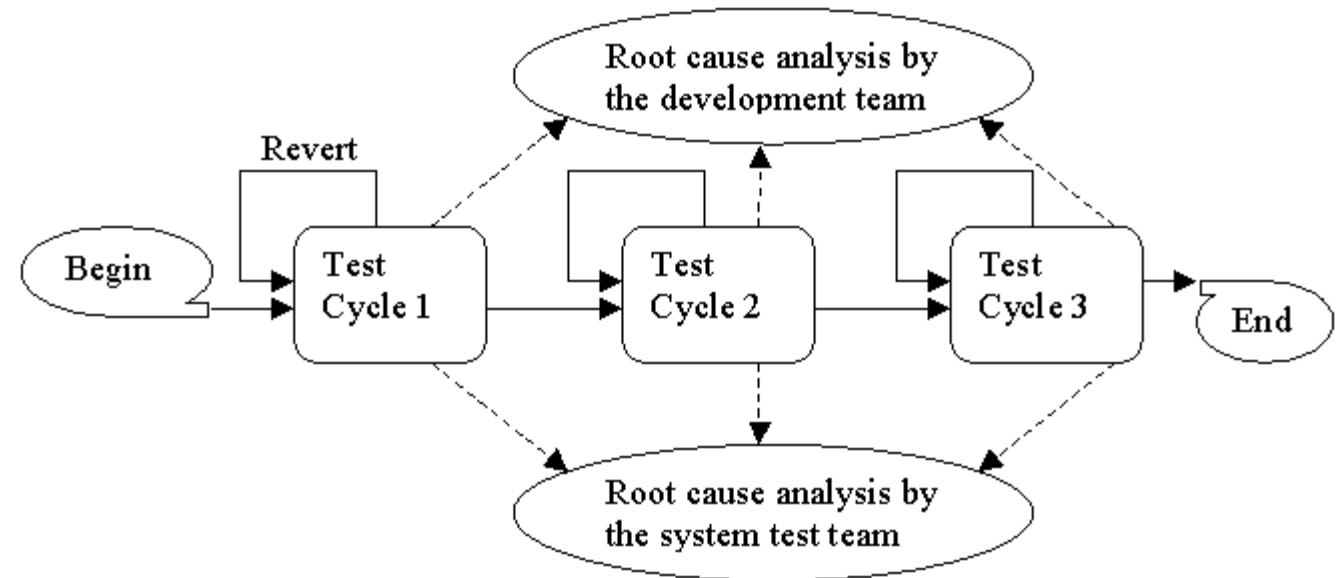 Root cause analysis by
the development team
Revert
Begin
Test
Cycle 1
Test
Cycle 2
Test
Cycle 3
End
Root cause analysis by
the system test team